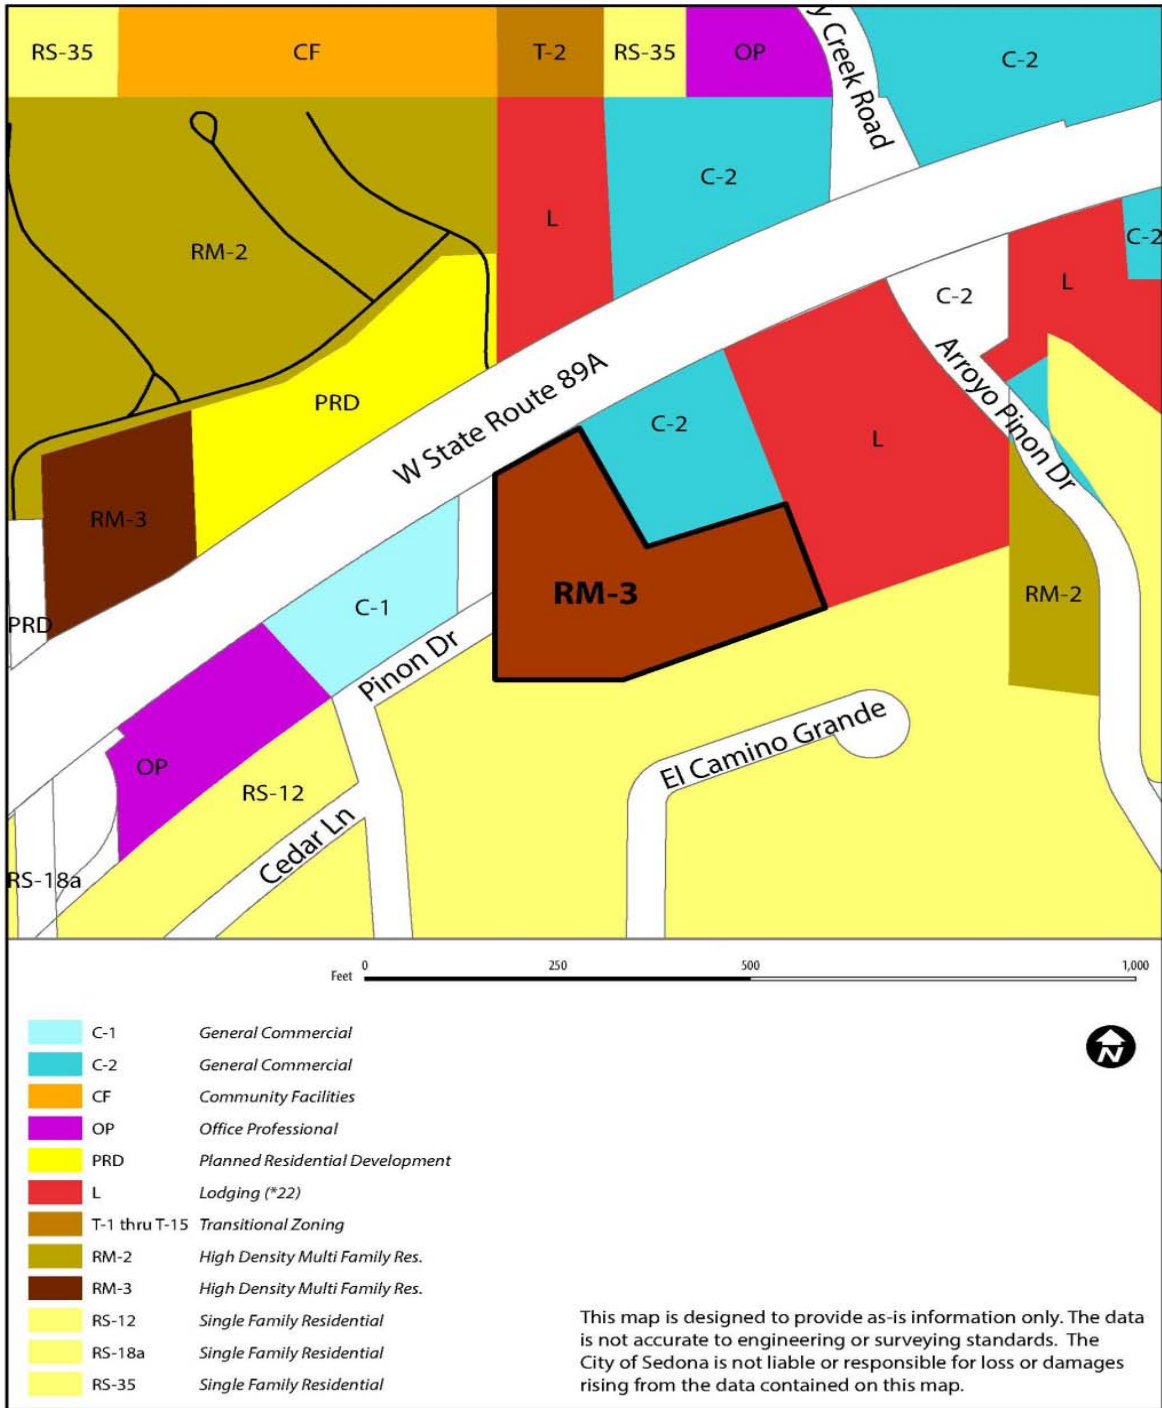 RS-35
CF
T-2
RS-35
OP
y Creek Road
C-2
C-2
L
RM-2
C-2
L
C-2
Arroyo Pinon Dr
PRD
W State Route 89A
C-2
L
RM-3
RM-3
RM-2
C-1
PRD
Pinon Dr
El Camino Grande
OP
RS-12
Cedar Ln
RS-18a
Feet
0 250 500 1,000
C-1 General Commercial
C-2 General Commercial
CF Community Facilities
OP Office Professional
PRD Planned Residential Development
L Lodging (*22)
T-1 thru T-15 Transitional Zoning
RM-2 High Density Multi Family Res.
RM-3 High Density Multi Family Res.
RS-12 Single Family Residential
RS-18a Single Family Residential
RS-35 Single Family Residential
N
This map is designed to provide as-is information only. The data
is not accurate to engineering or surveying standards. The
City of Sedona is not liable or responsible for loss or damages
rising from the data contained on this map.